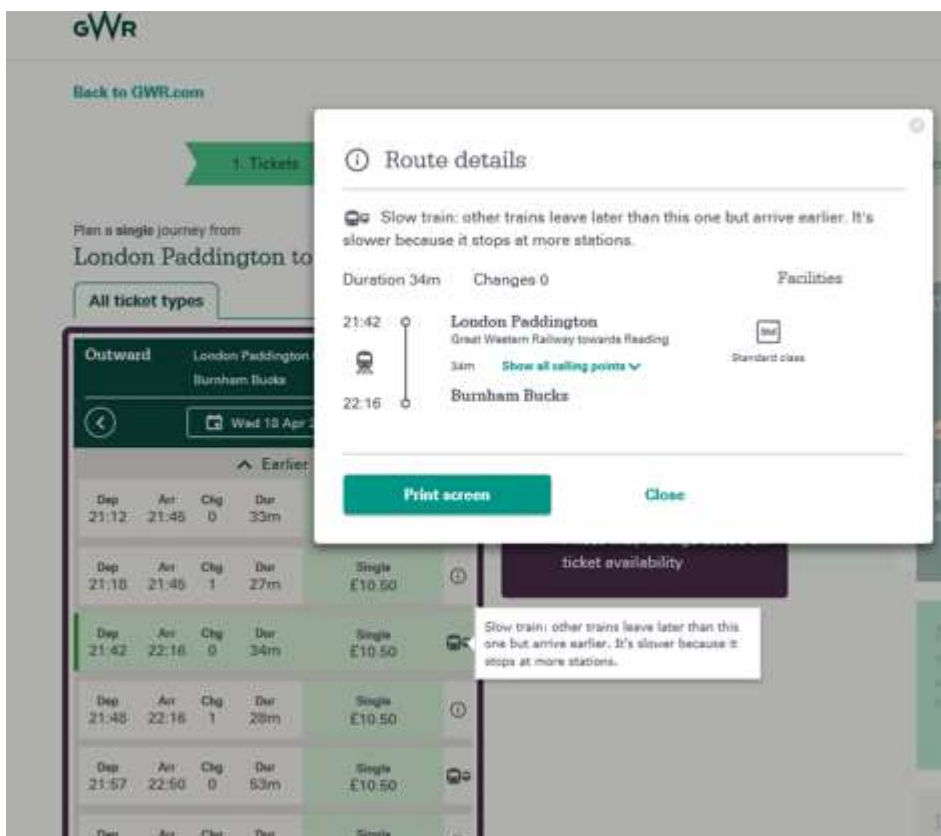 GWR
Back to GWR.com
1. Tickets
Plan a single journey from
London Paddington to
All ticket types
Outward London Paddington
Burnham Bucks
Wed 18 Apr
Earlier
Dep Arr Chg Dur
21:12 21:45 0 33m
Dep Arr Chg Dur Single
21:18 21:45 1 27m £10.50
Dep Arr Chg Dur Single
21:42 22:16 0 34m £10.50
Dep Arr Chg Dur Single
21:48 22:16 1 28m £10.50
Dep Arr Chg Dur Single
21:57 22:50 0 53m £10.50
Dep Arr Chg Dur Single
Route details
Slow train: other trains leave later than this one but arrive earlier. It's
slower because it stops at more stations.
Duration 34m Changes 0 Facilities
21:42 London Paddington
Great Western Railway towards Reading
34m Show all calling points
Standard class
22:16 Burnham Bucks
Print screen Close
ticket availability
Slow train: other trains leave later than this
one but arrive earlier. It's slower because it
stops at more stations.